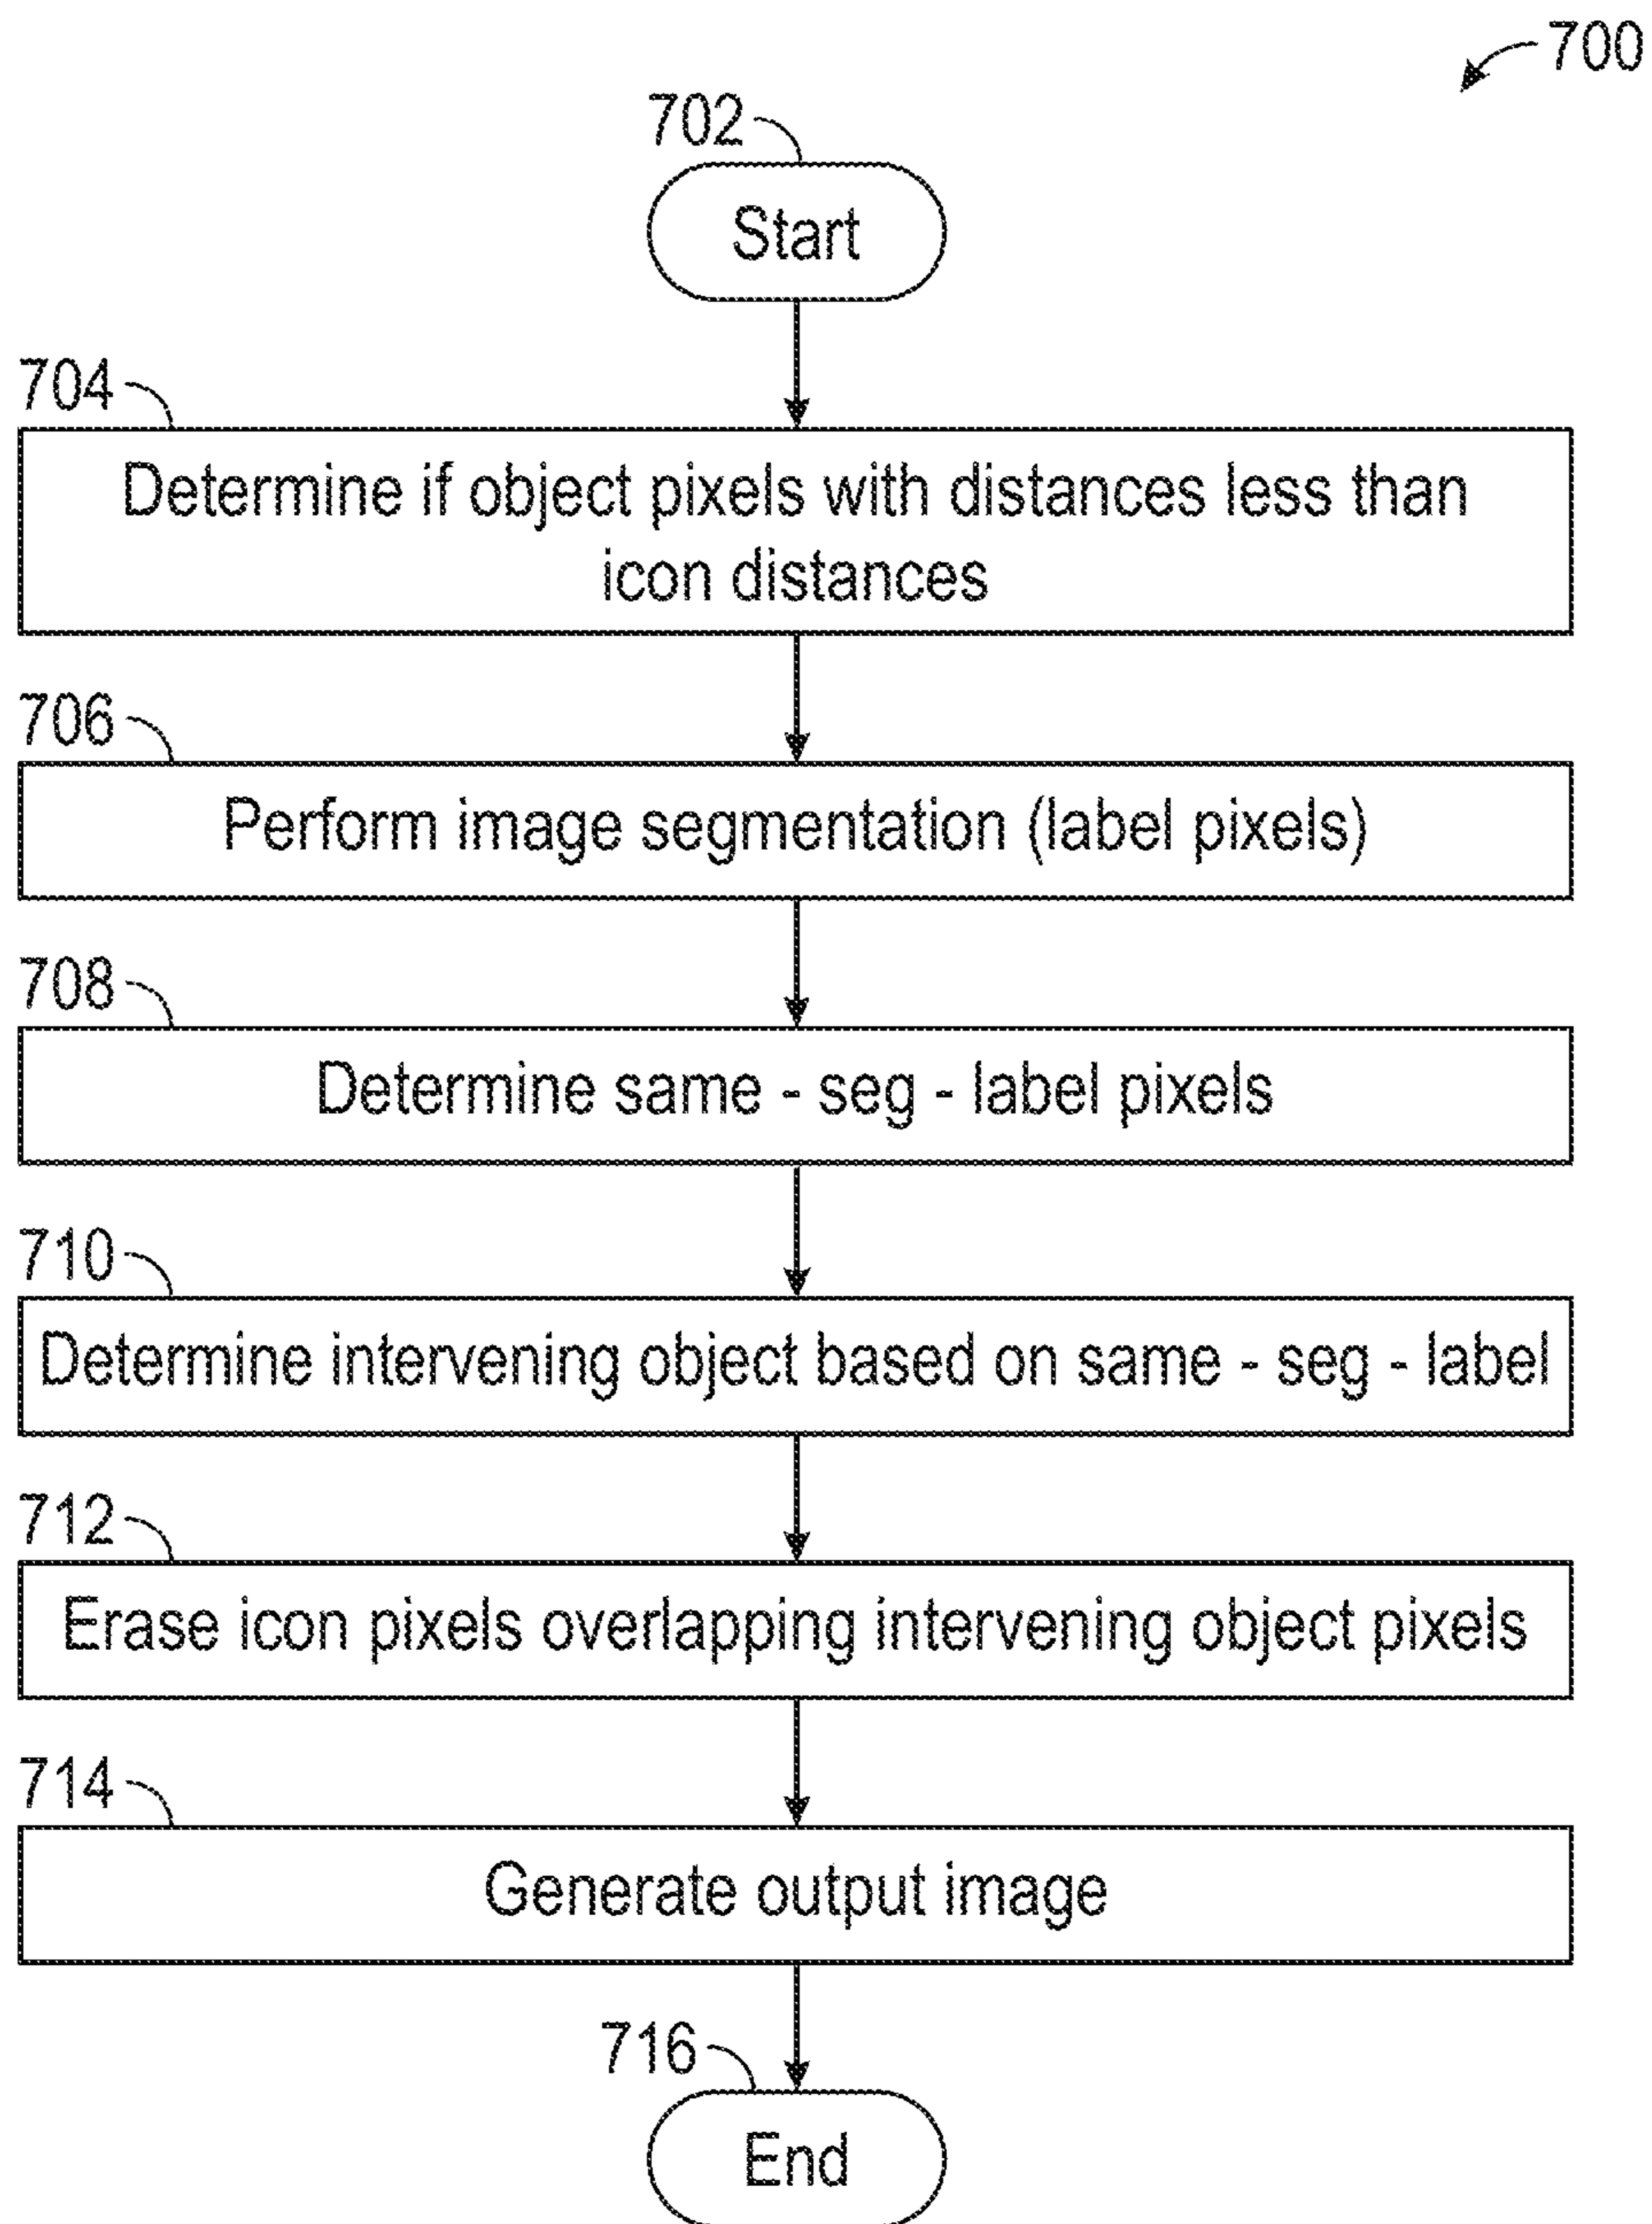 700
702
Start
704
Determine if object pixels with distances less than
icon distances
706
Perform image segmentation (label pixels)
708
Determine same - seg - label pixels
710
Determine intervening object based on same - seg - label
712
Erase icon pixels overlapping intervening object pixels
714
Generate output image
716
End